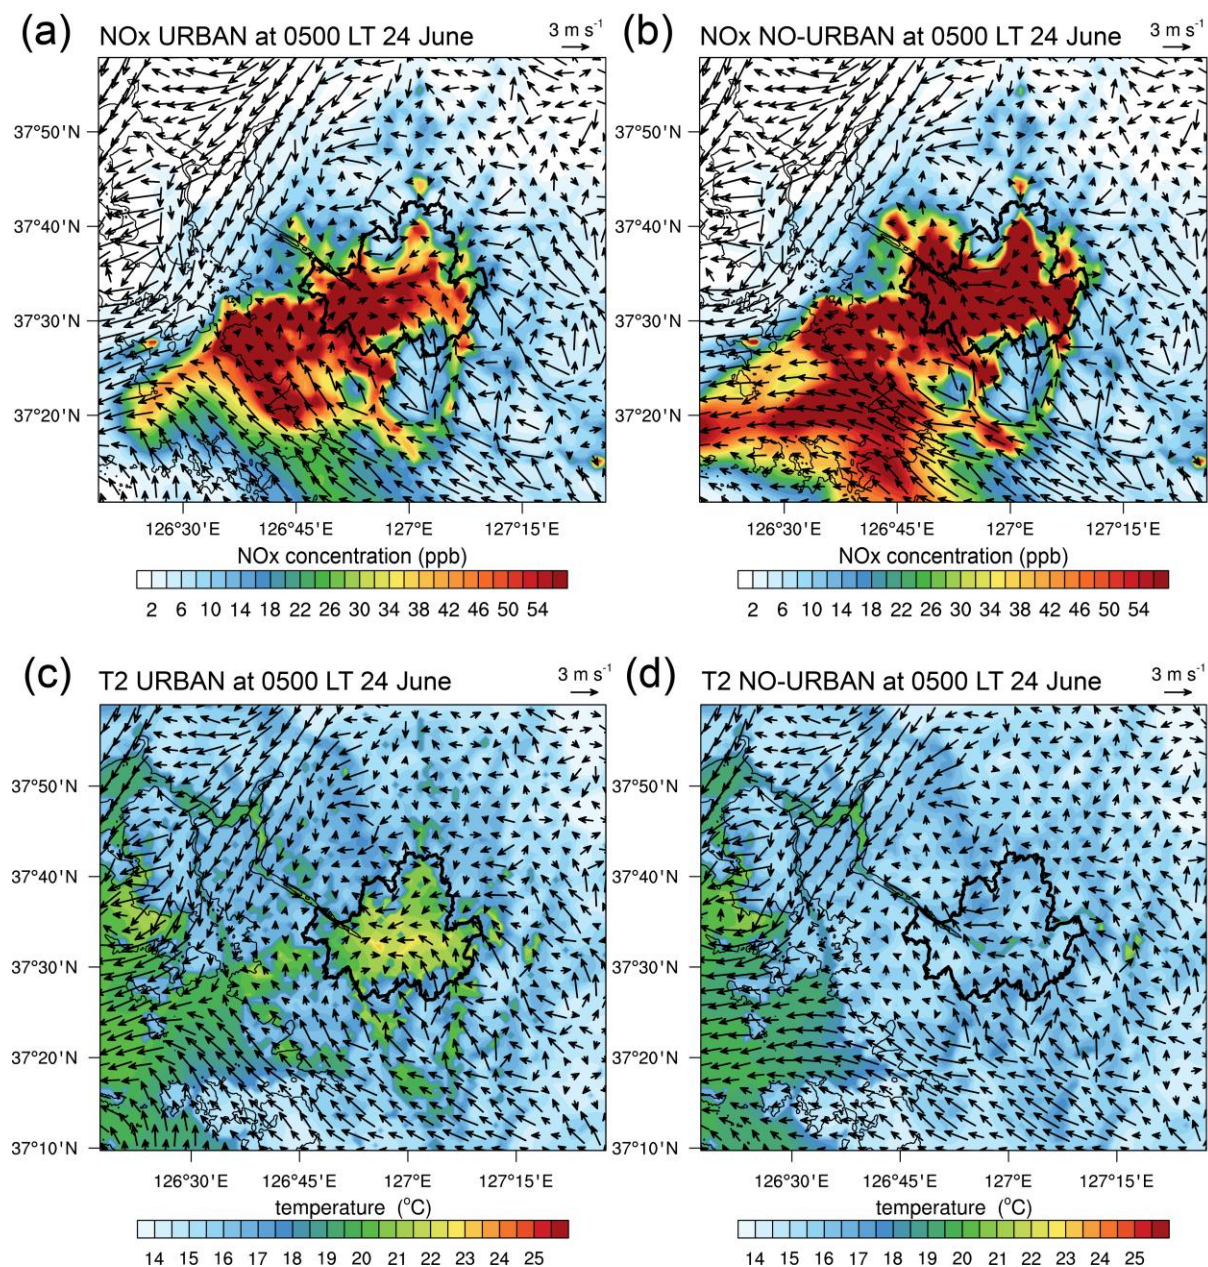 (a) NOx URBAN at 0500 LT 24 June 3 m s-1
37°50'N
37°40'N
37°30'N
37°20'N
126°30'E 126°45'E 127°E 127°15'E
NOx concentration (ppb)
2 6 10 14 18 22 26 30 34 38 42 46 50 54
(b) NOx NO-URBAN at 0500 LT 24 June 3 m s-1
37°50'N
37°40'N
37°30'N
37°20'N
126°30'E 126°45'E 127°E 127°15'E
NOx concentration (ppb)
2 6 10 14 18 22 26 30 34 38 42 46 50 54
(c) T2 URBAN at 0500 LT 24 June 3 m s-1
37°50'N
37°40'N
37°30'N
37°20'N
37°10'N
126°30'E 126°45'E 127°E 127°15'E
temperature (°C)
14 15 16 17 18 19 20 21 22 23 24 25
(d) T2 NO-URBAN at 0500 LT 24 June 3 m s-1
37°50'N
37°40'N
37°30'N
37°20'N
37°10'N
126°30'E 126°45'E 127°E 127°15'E
temperature (°C)
14 15 16 17 18 19 20 21 22 23 24 25